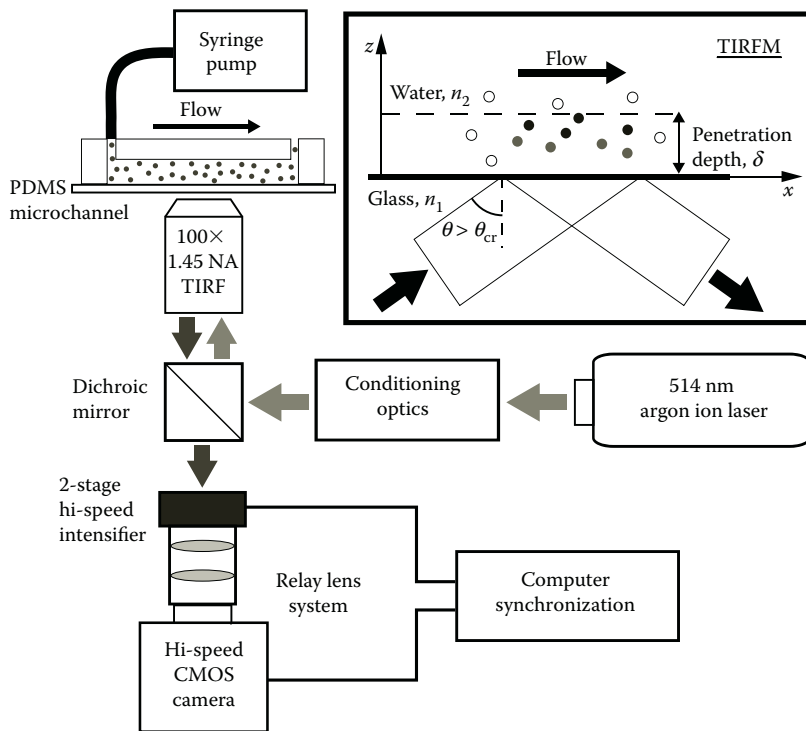 Syringe
pump
Flow
PDMS
microchannel
100×
1.45 NA
TIRF
z
TIRFM
Flow
Water, n2
Penetration
depth, δ
x
Glass, n1
θ > θcr
Dichroic
mirror
Conditioning
optics
514 nm
argon ion laser
2-stage
hi-speed
intensifier
Relay lens
system
Computer
synchronization
Hi-speed
CMOS
camera